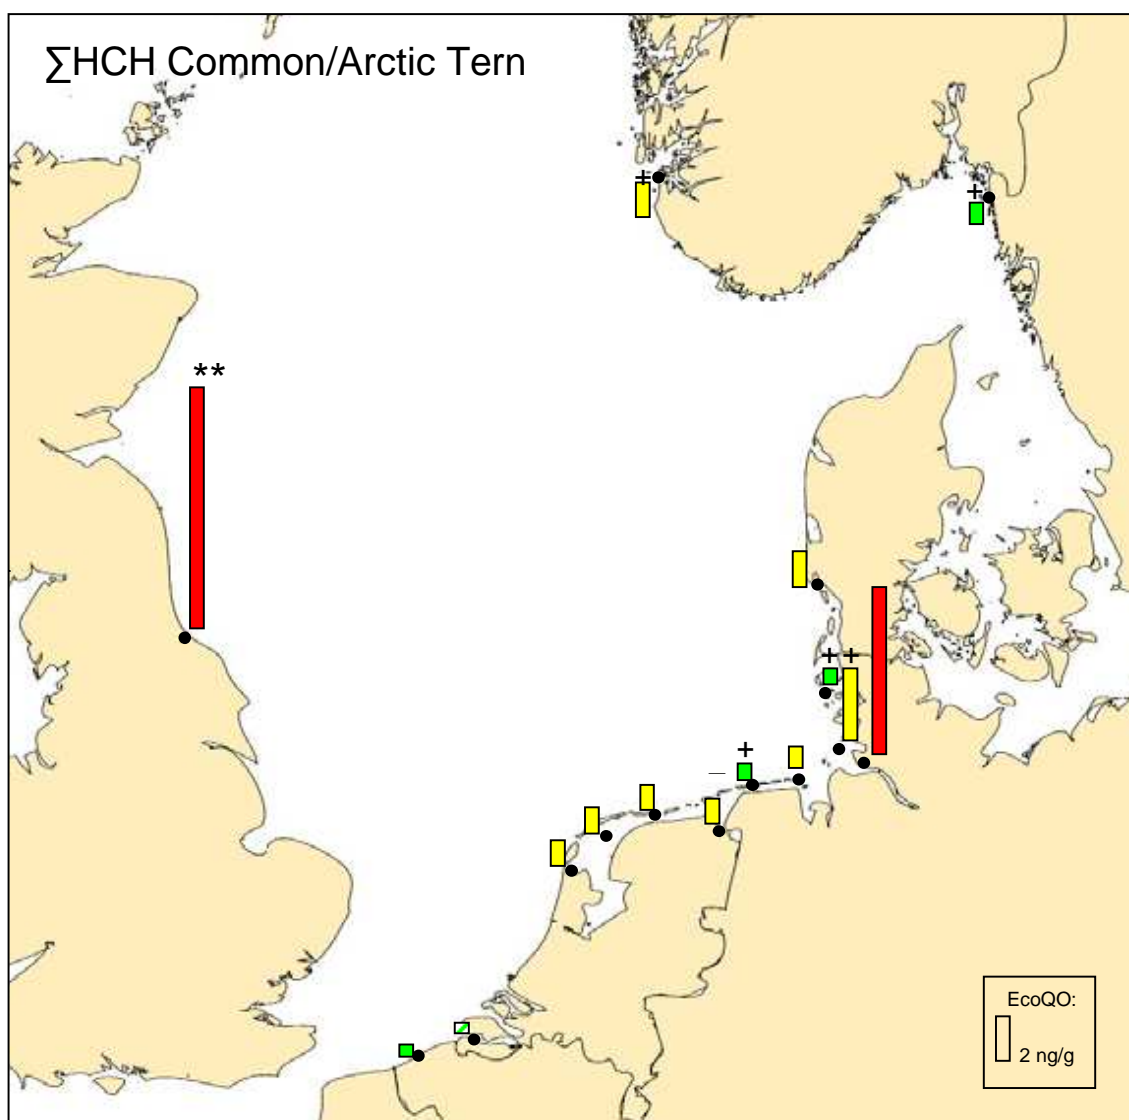 ∑HCH Common/Arctic Tern
+
+
**
+ +
+
–
EcoQO:
2 ng/g